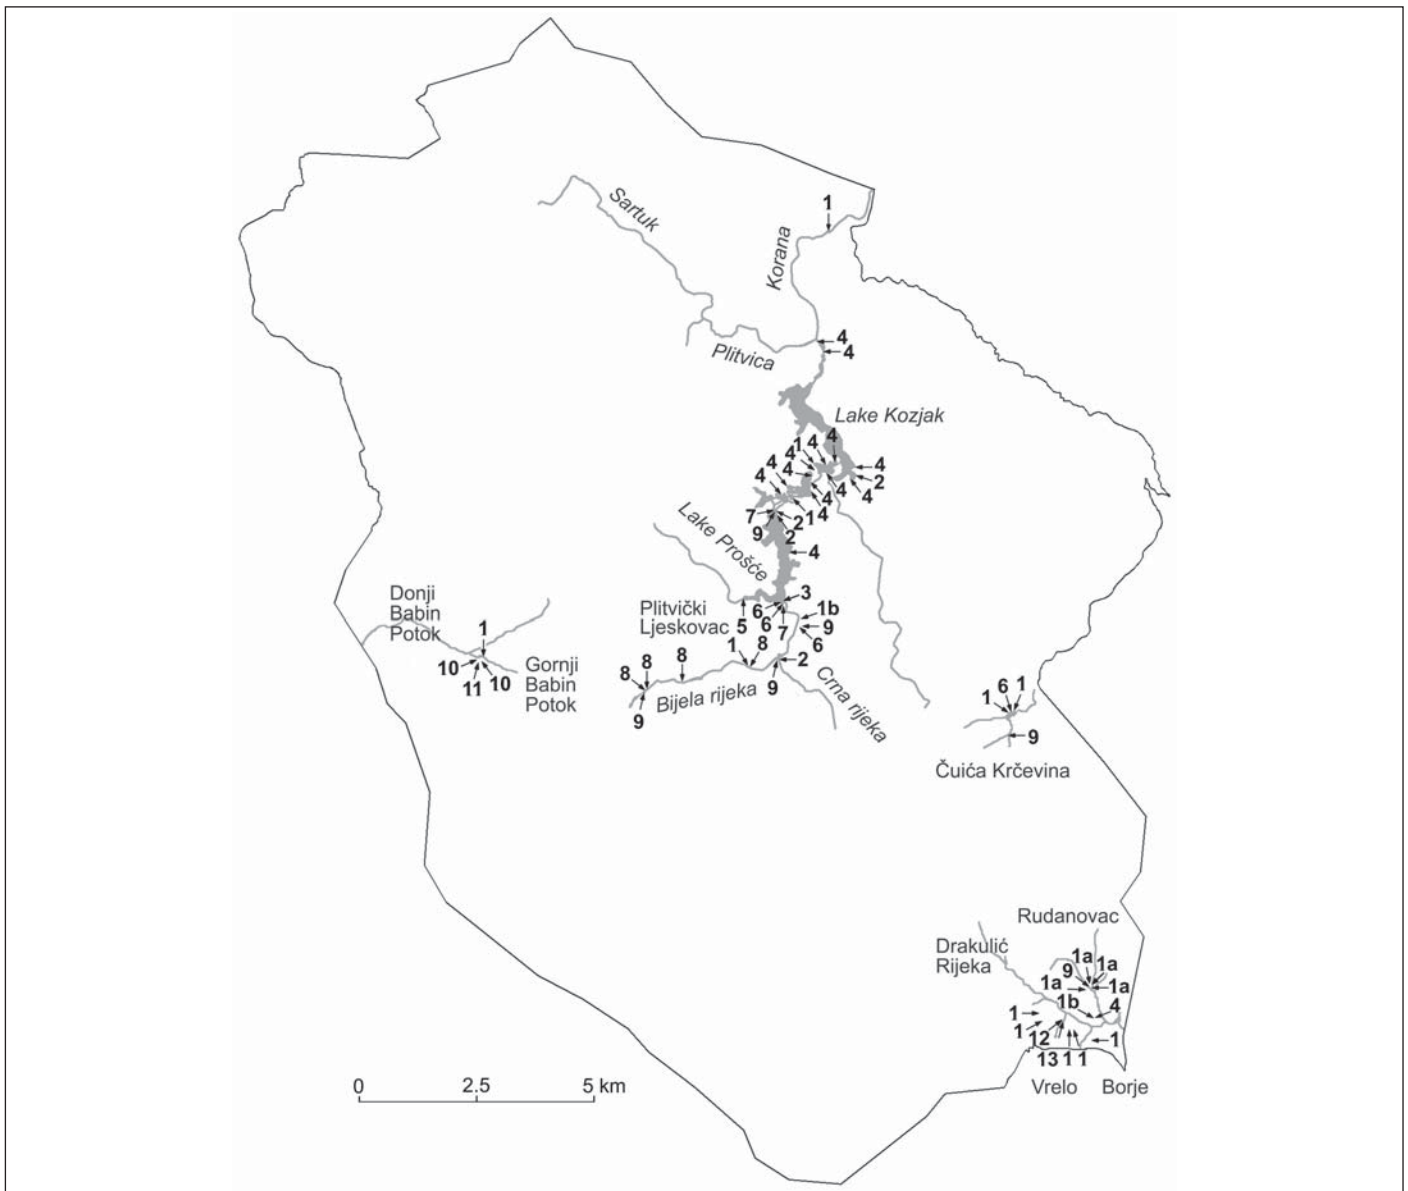 Sartuk
1
Korana
4
4
Plitvica
Lake Kozjak
4
1 4
4
4
4
4
4
2
4
4
4
1 4
7
2
9
2
Lake Prošće
4
3
6
6
7
5
1b
9
6
Plitvički
Ljeskovac
1
8
2
9
8
8
8
9
Bijela rijeka
Crna rijeka
Donji
Babin
Potok
1
10
11
10
Gornji
Babin
Potok
1 6 1
9
Čuića Krčevina
Rudanovac
Drakulić
Rijeka
1a
1a
9
1a
1a
1b
4
1
1
12
13
1
1
1
Vrelo
Borje
0
2.5
5 km